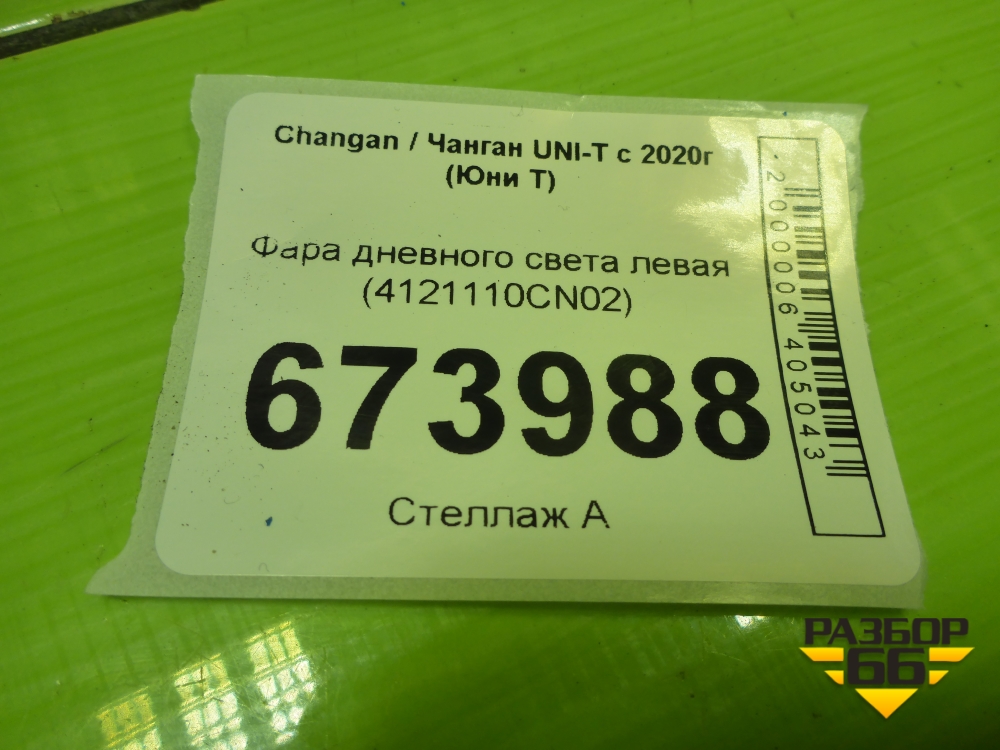 Changan / Чанган UNI-T с 2020г
(Юни Т)
Фара дневного света левая
(4121110CN02)
673988
Стеллаж А
2000006405043
РАЗБОР
66